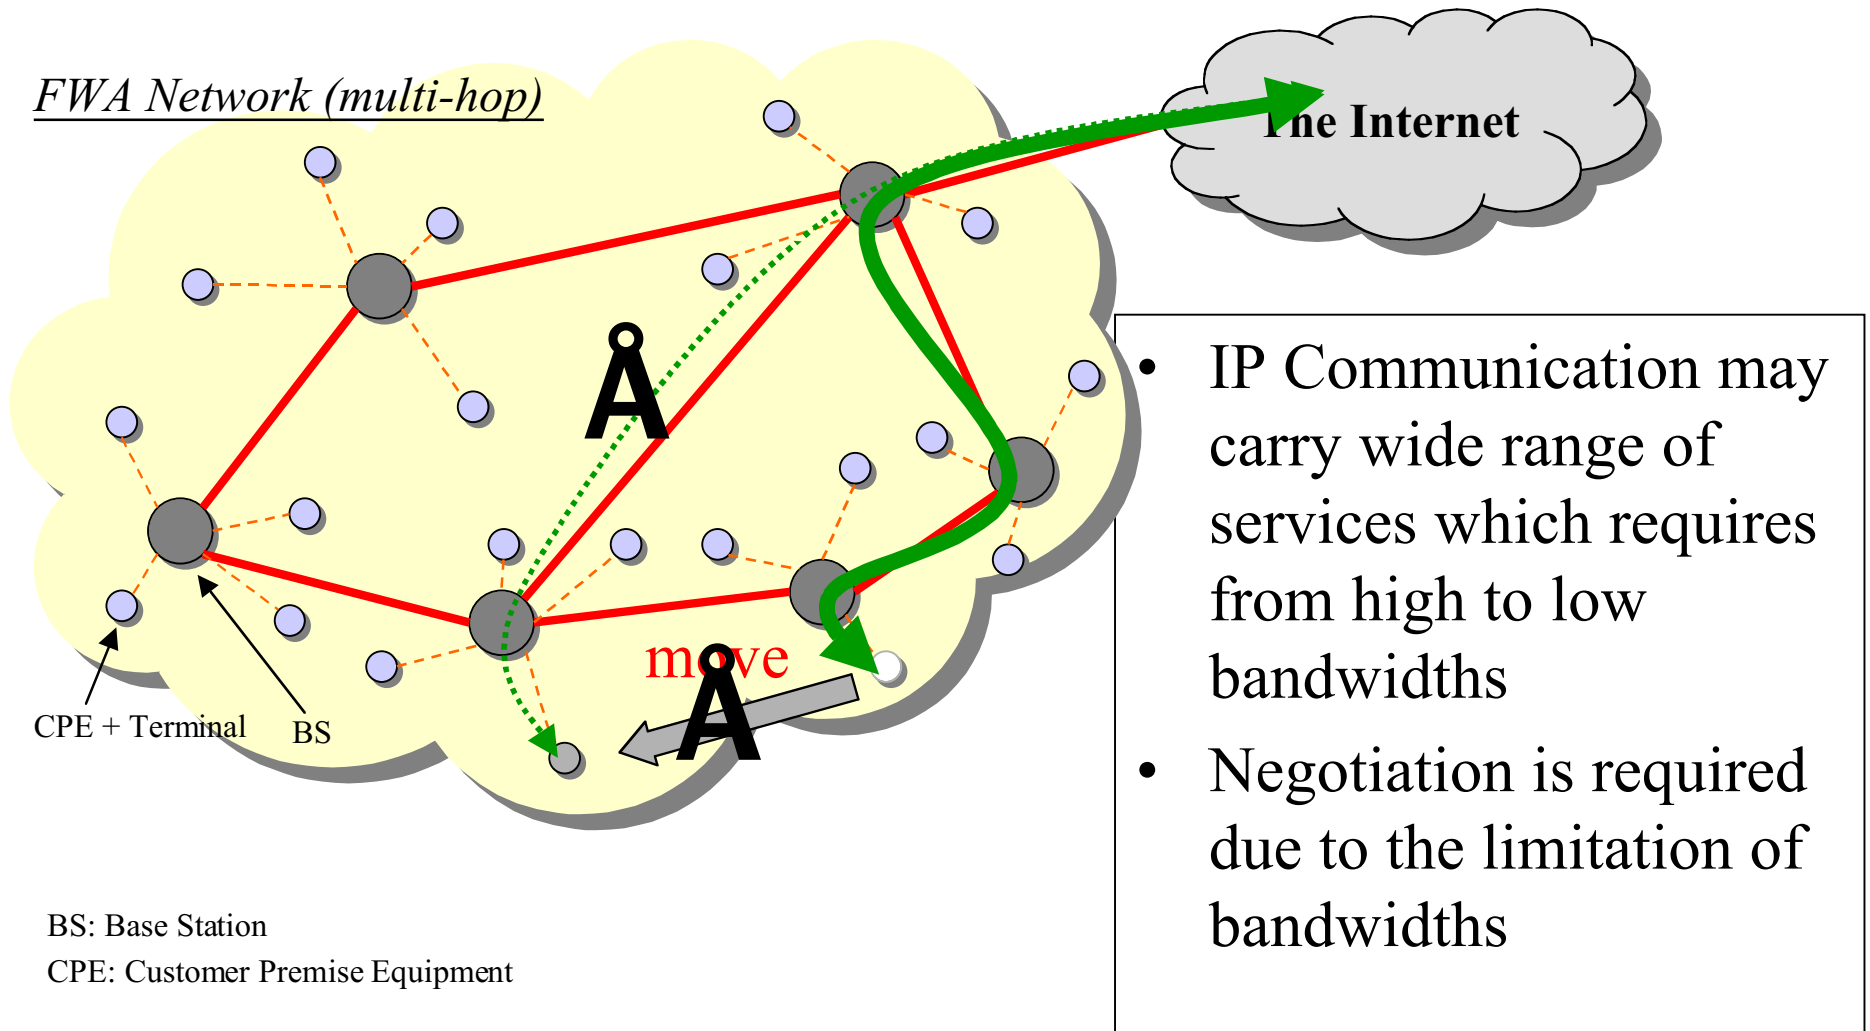 FWA Network (multi-hop)
The Internet
Å
move
Å
CPE + Terminal
BS
• IP Communication may
carry wide range of
services which requires
from high to low
bandwidths
• Negotiation is required
due to the limitation of
bandwidths
BS: Base Station
CPE: Customer Premise Equipment